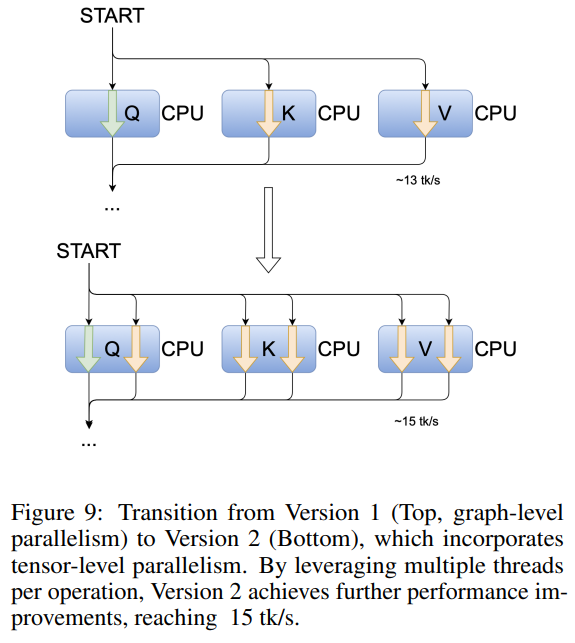 START
Q CPU K CPU V CPU
~13 tk/s
...
START
Q CPU K CPU V CPU
~15 tk/s
...
Figure 9: Transition from Version 1 (Top, graph-level
parallelism) to Version 2 (Bottom), which incorporates
tensor-level parallelism. By leveraging multiple threads
per operation, Version 2 achieves further performance im-
provements, reaching 15 tk/s.